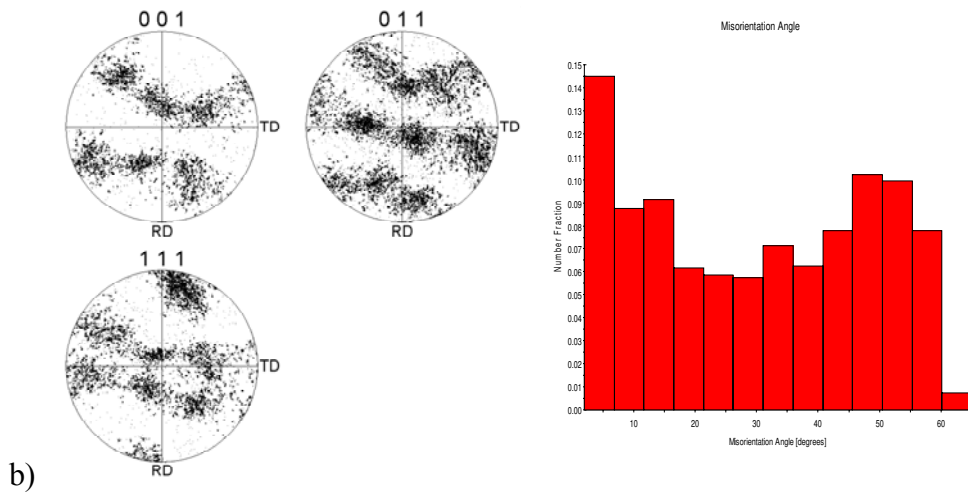 0 0 1
TD
RD
0 1 1
TD
RD
1 1 1
TD
RD
b)
Misorientation Angle
Number Fraction
0.15
0.14
0.13
0.12
0.11
0.10
0.09
0.08
0.07
0.06
0.05
0.04
0.03
0.02
0.01
0.00
10 20 30 40 50 60
Misorientation Angle [degrees]